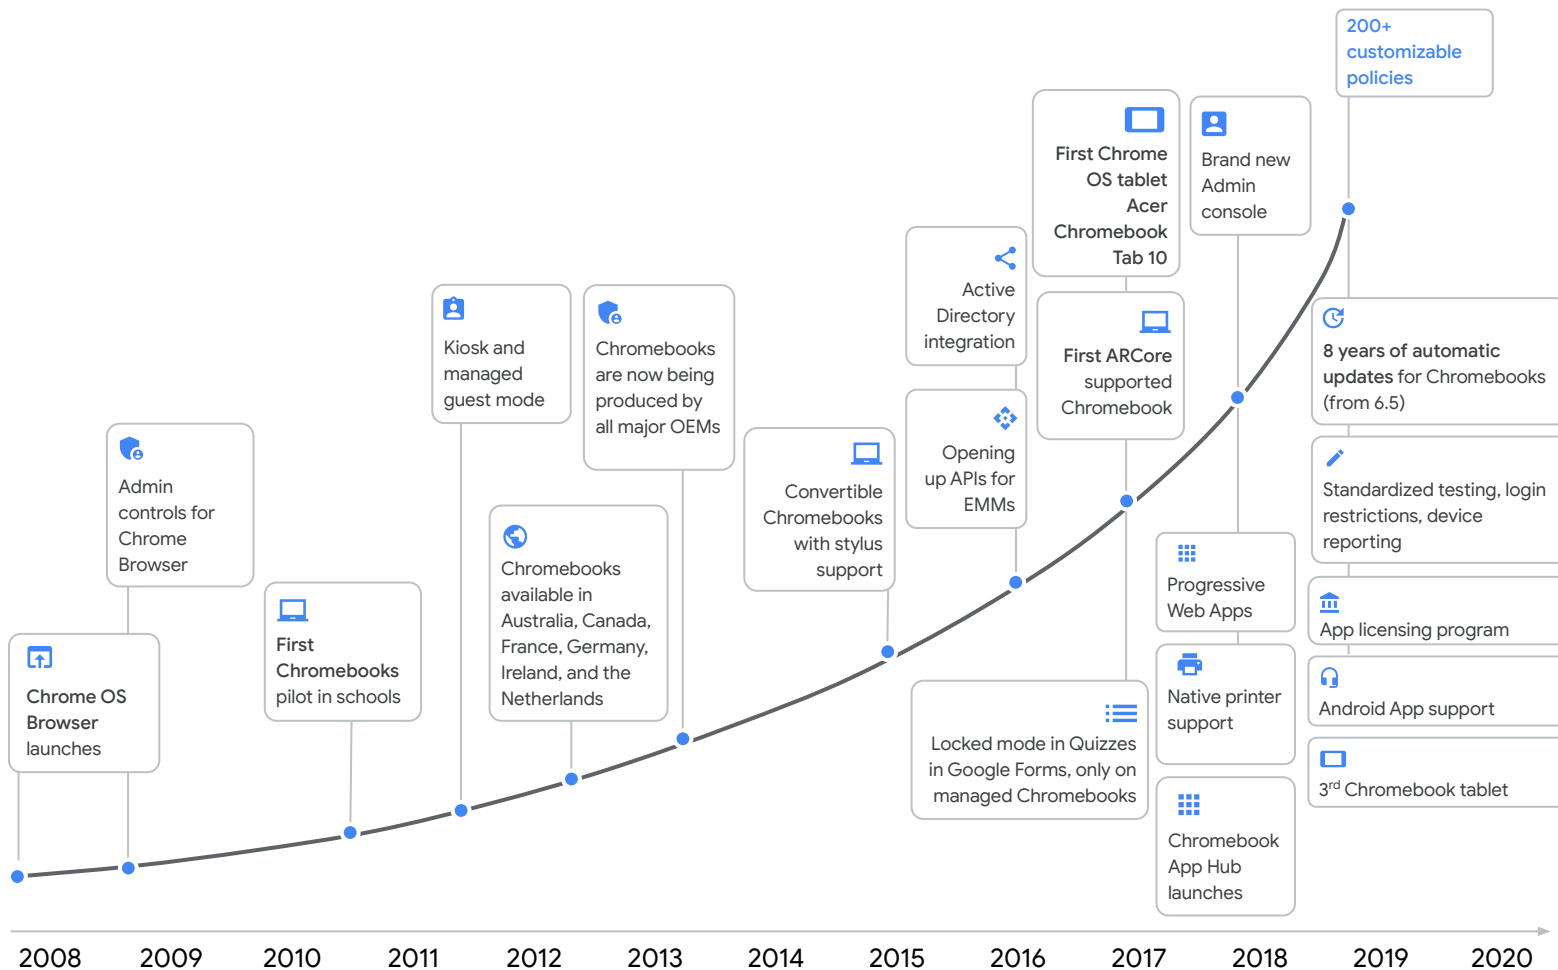 200+
customizable
policies
First Chrome
OS tablet
Acer
Chromebook
Tab 10
Brand new
Admin
console
Active
Directory
integration
Kiosk and
managed
guest mode
Chromebooks
are now being
produced by
all major OEMs
First ARCore
supported
Chromebook
8 years of automatic
updates for Chromebooks
(from 6.5)
Admin
controls for
Chrome
Browser
Convertible
Chromebooks
with stylus
support
Opening
up APIs for
EMMs
Standardized testing, login
restrictions, device
reporting
Chromebooks
available in
Australia, Canada,
France, Germany,
Ireland, and the
Netherlands
First
Chromebooks
pilot in schools
Progressive
Web Apps
App licensing program
Chrome OS
Browser
launches
Locked mode in Quizzes
in Google Forms, only on
managed Chromebooks
Native printer
support
Android App support
3rd Chromebook tablet
Chromebook
App Hub
launches
2008 2009 2010 2011 2012 2013 2014 2015 2016 2017 2018 2019 2020